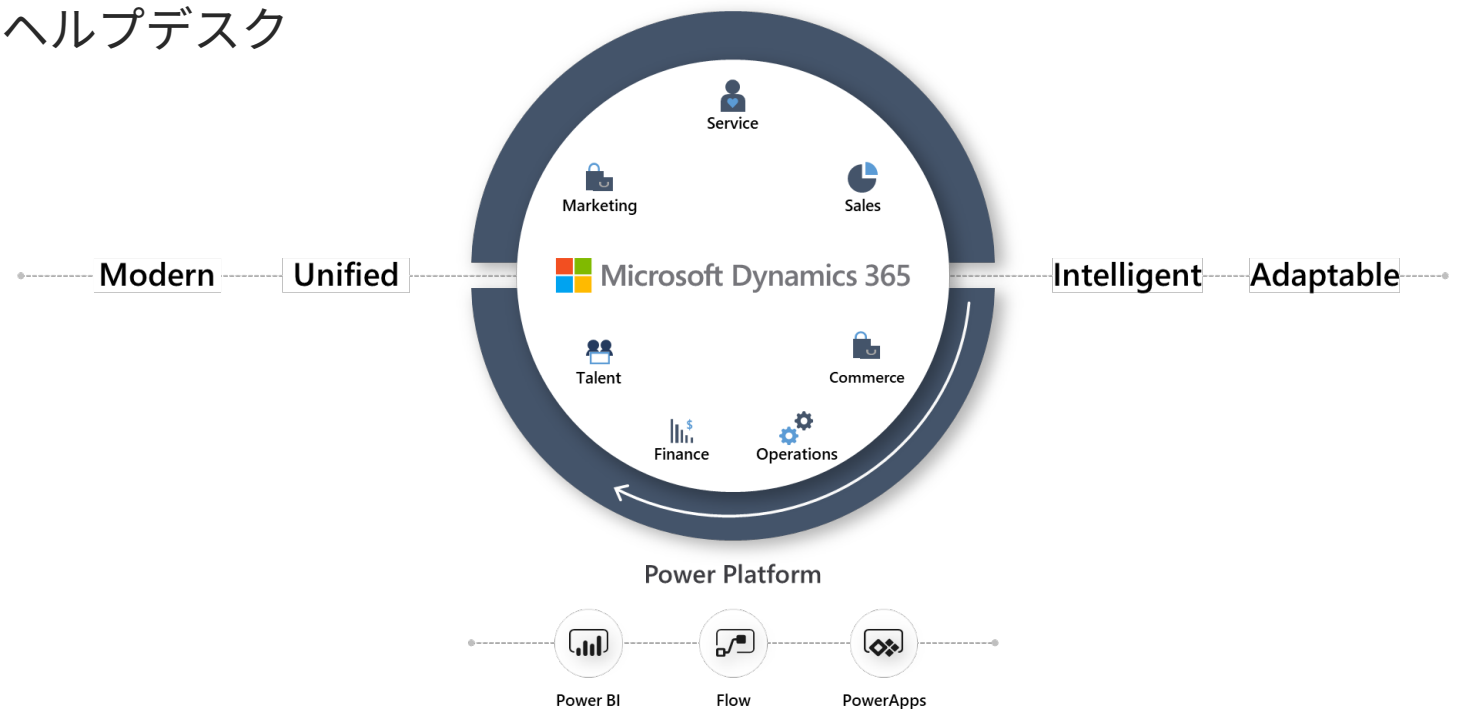 ヘルプデスク
Service
Marketing
Sales
Modern
Unified
Microsoft Dynamics 365
Intelligent
Adaptable
Talent
Commerce
Finance
Operations
Power Platform
Power BI
Flow
PowerApps